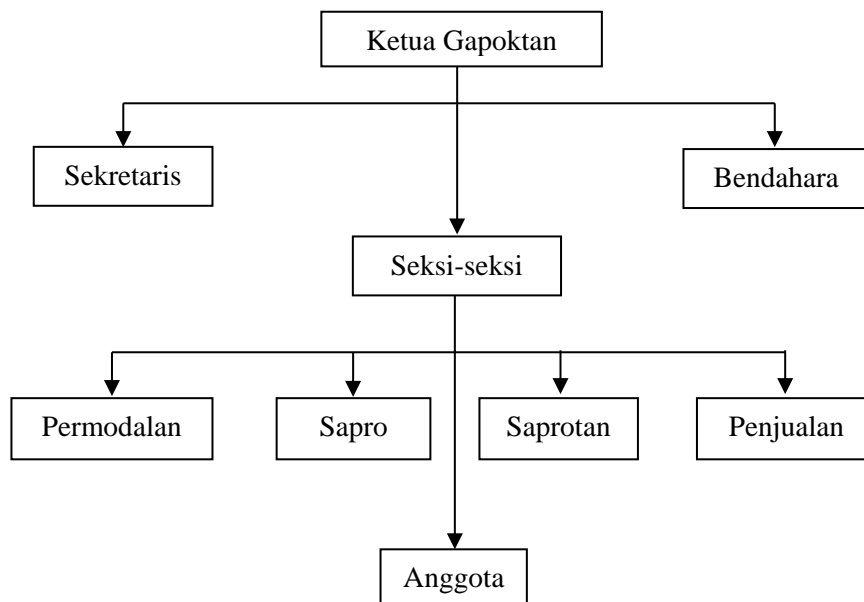 Ketua Gapoktan
Sekretaris
Bendahara
Seksi-seksi
Permodalan
Sapro
Saprotan
Penjualan
Anggota